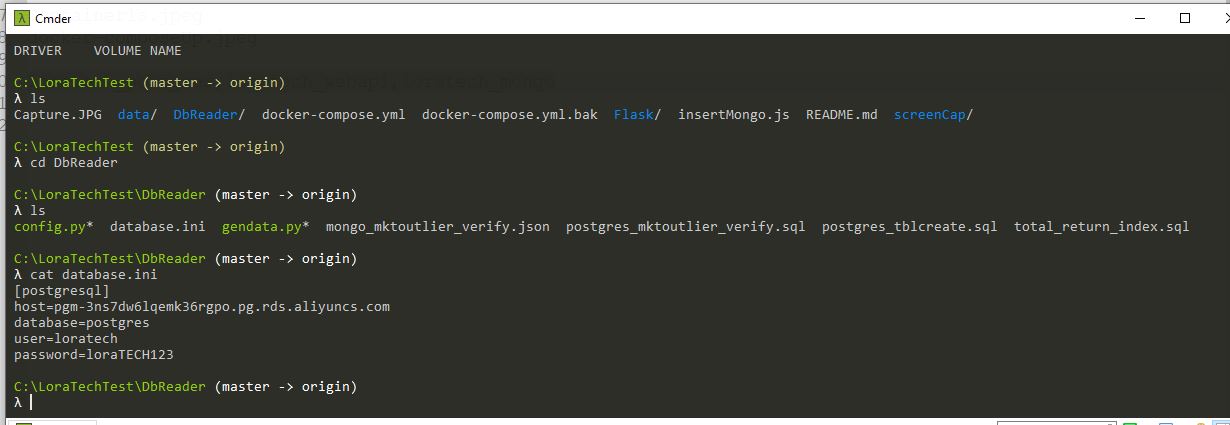 Cmder
DRIVER    VOLUME NAME
C:\LoraTechTest (master -> origin)
λ ls
Capture.JPG  data/  DbReader/  docker-compose.yml  docker-compose.yml.bak  Flask/  insertMongo.js  README.md  screenCap/
C:\LoraTechTest (master -> origin)
λ cd DbReader
C:\LoraTechTest\DbReader (master -> origin)
λ ls
config.py*  database.ini  gendata.py*  mongo_mktoutlier_verify.json  postgres_mktoutlier_verify.sql  postgres_tblcreate.sql  total_return_index.sql
C:\LoraTechTest\DbReader (master -> origin)
λ cat database.ini
[postgresql]
host=pgm-3ns7dw6lqemk36rgpo.pg.rds.aliyuncs.com
database=postgres
user=loratech
password=loraTECH123
C:\LoraTechTest\DbReader (master -> origin)
λ